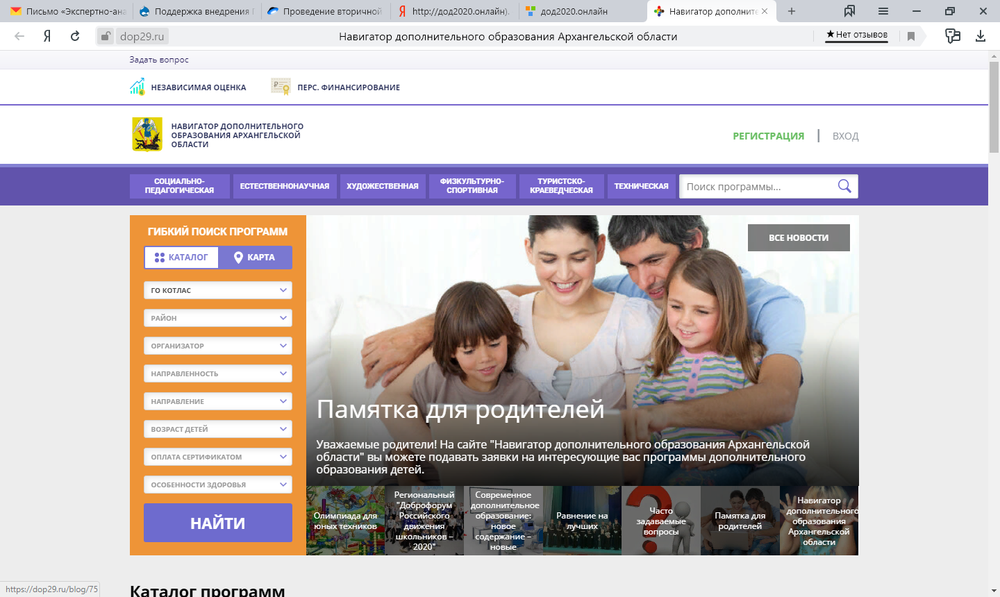 Письмо «Экспертно-ана
Поддержка внедрения
Проведение вторичной
http://дод2020.онлайн).
дод2020.онлайн
Навигатор дополните
dop29.ru
Навигатор дополнительного образования Архангельской области
★Нет отзывов
Задать вопрос
НЕЗАВИСИМАЯ ОЦЕНКА
ПЕРС. ФИНАНСИРОВАНИЕ
НАВИГАТОР ДОПОЛНИТЕЛЬНОГО
ОБРАЗОВАНИЯ АРХАНГЕЛЬСКОЙ
ОБЛАСТИ
РЕГИСТРАЦИЯ | ВХОД
СОЦИАЛЬНО-
ПЕДАГОГИЧЕСКАЯ
ЕСТЕСТВЕННОНАУЧНАЯ
ХУДОЖЕСТВЕННАЯ
ФИЗКУЛЬТУРНО-
СПОРТИВНАЯ
ТУРИСТСКО-
КРАЕВЕДЧЕСКАЯ
ТЕХНИЧЕСКАЯ
Поиск программы...
ГИБКИЙ ПОИСК ПРОГРАММ
КАТАЛОГ
КАРТА
ГО КОТЛАС
РАЙОН
ОРГАНИЗАТОР
НАПРАВЛЕННОСТЬ
НАПРАВЛЕНИЕ
ВОЗРАСТ ДЕТЕЙ
ОПЛАТА СЕРТИФИКАТОМ
ОСОБЕННОСТИ ЗДОРОВЬЯ
НАЙТИ
ВСЕ НОВОСТИ
Памятка для родителей
Уважаемые родители! На сайте "Навигатор дополнительного образования Архангельской
области" вы можете подавать заявки на интересующие вас программы дополнительного
образования детей.
Олимпиада для
юных техников
Региональный
"Доброфорум
Российского
движения
школьников –
2020"
Современное
дополнительное
образование:
новое
содержание –
новые
Равнение на
лучших
Часто
задаваемые
вопросы
Памятка для
родителей
Навигатор
дополнительного
образования
Архангельской
области
Каталог программ
https://dop29.ru/blog/75